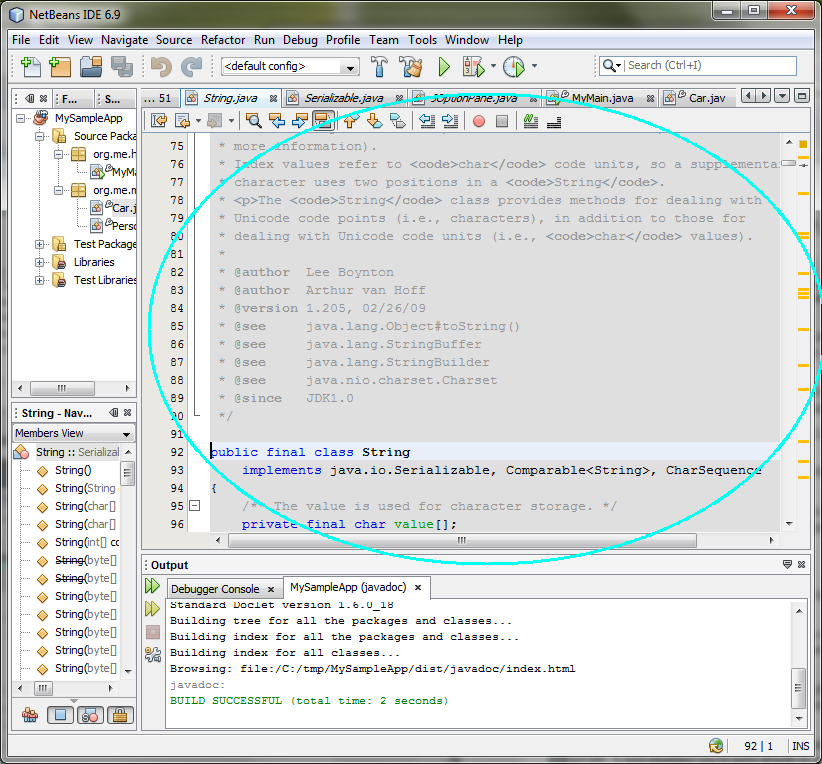 NetBeans IDE 6.9
File Edit View Navigate Source Refactor Run Debug Profile Team Tools Window Help
<default config>
Search (Ctrl+I)
F... S...
... 51 String.java Serializable.java JOptionPane.java MyMain.java Car.jav
MySampleApp
Source Packa
org.me.h
MyMa
org.me.m
Car.j
Perso
Test Package
Libraries
Test Libraries
75 * more information).
76 * Index values refer to <code>char</code> code units, so a supplementa
77 * character uses two positions in a <code>String</code>.
78 * <p>The <code>String</code> class provides methods for dealing with
79 * Unicode code points (i.e., characters), in addition to those for
80 * dealing with Unicode code units (i.e., <code>char</code> values).
81 *
82 * @author Lee Boynton
83 * @author Arthur van Hoff
84 * @version 1.205, 02/26/09
85 * @see java.lang.Object#toString()
86 * @see java.lang.StringBuffer
87 * @see java.lang.StringBuilder
88 * @see java.nio.charset.Charset
89 * @since JDK1.0
90 */
91
92 public final class String
93 implements java.io.Serializable, Comparable<String>, CharSequence
94 {
95 /** The value is used for character storage. */
96 private final char value[];
String - Nav...
Members View
String :: Serializal
String()
String(String
String(char[]
String(char[]
String(int[] co
String(byte[]
String(byte[]
String(byte[]
String(byte[]
String(byte[]
String(byte[]
String(byte[]
Output
Debugger Console MySampleApp (javadoc)
Standard Doclet version 1.6.0_18
Building tree for all the packages and classes...
Building index for all the packages and classes...
Building index for all classes...
Browsing: file:/C:/tmp/MySampleApp/dist/javadoc/index.html
javadoc:
BUILD SUCCESSFUL (total time: 2 seconds)
92 | 1 INS